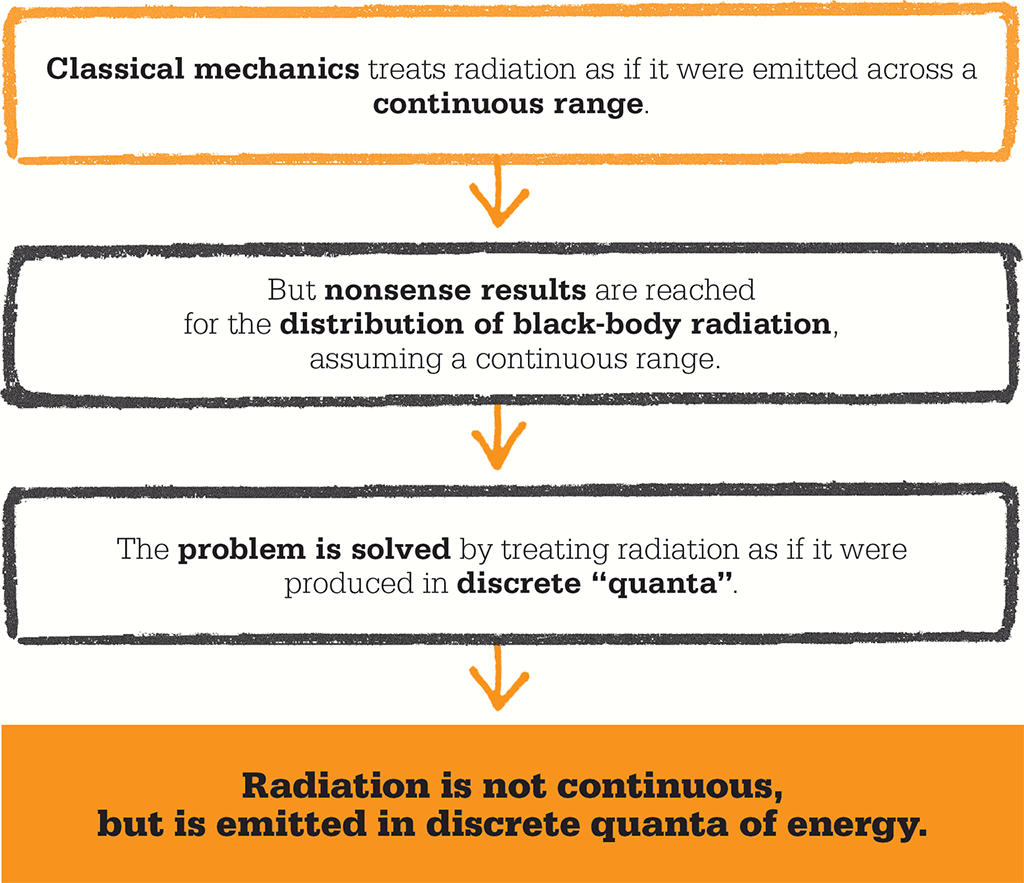 Classical mechanics treats radiation as if it were emitted across a
continuous range.
But nonsense results are reached
for the distribution of black-body radiation,
assuming a continuous range.
The problem is solved by treating radiation as if it were
produced in discrete “quanta”.
Radiation is not continuous,
but is emitted in discrete quanta of energy.